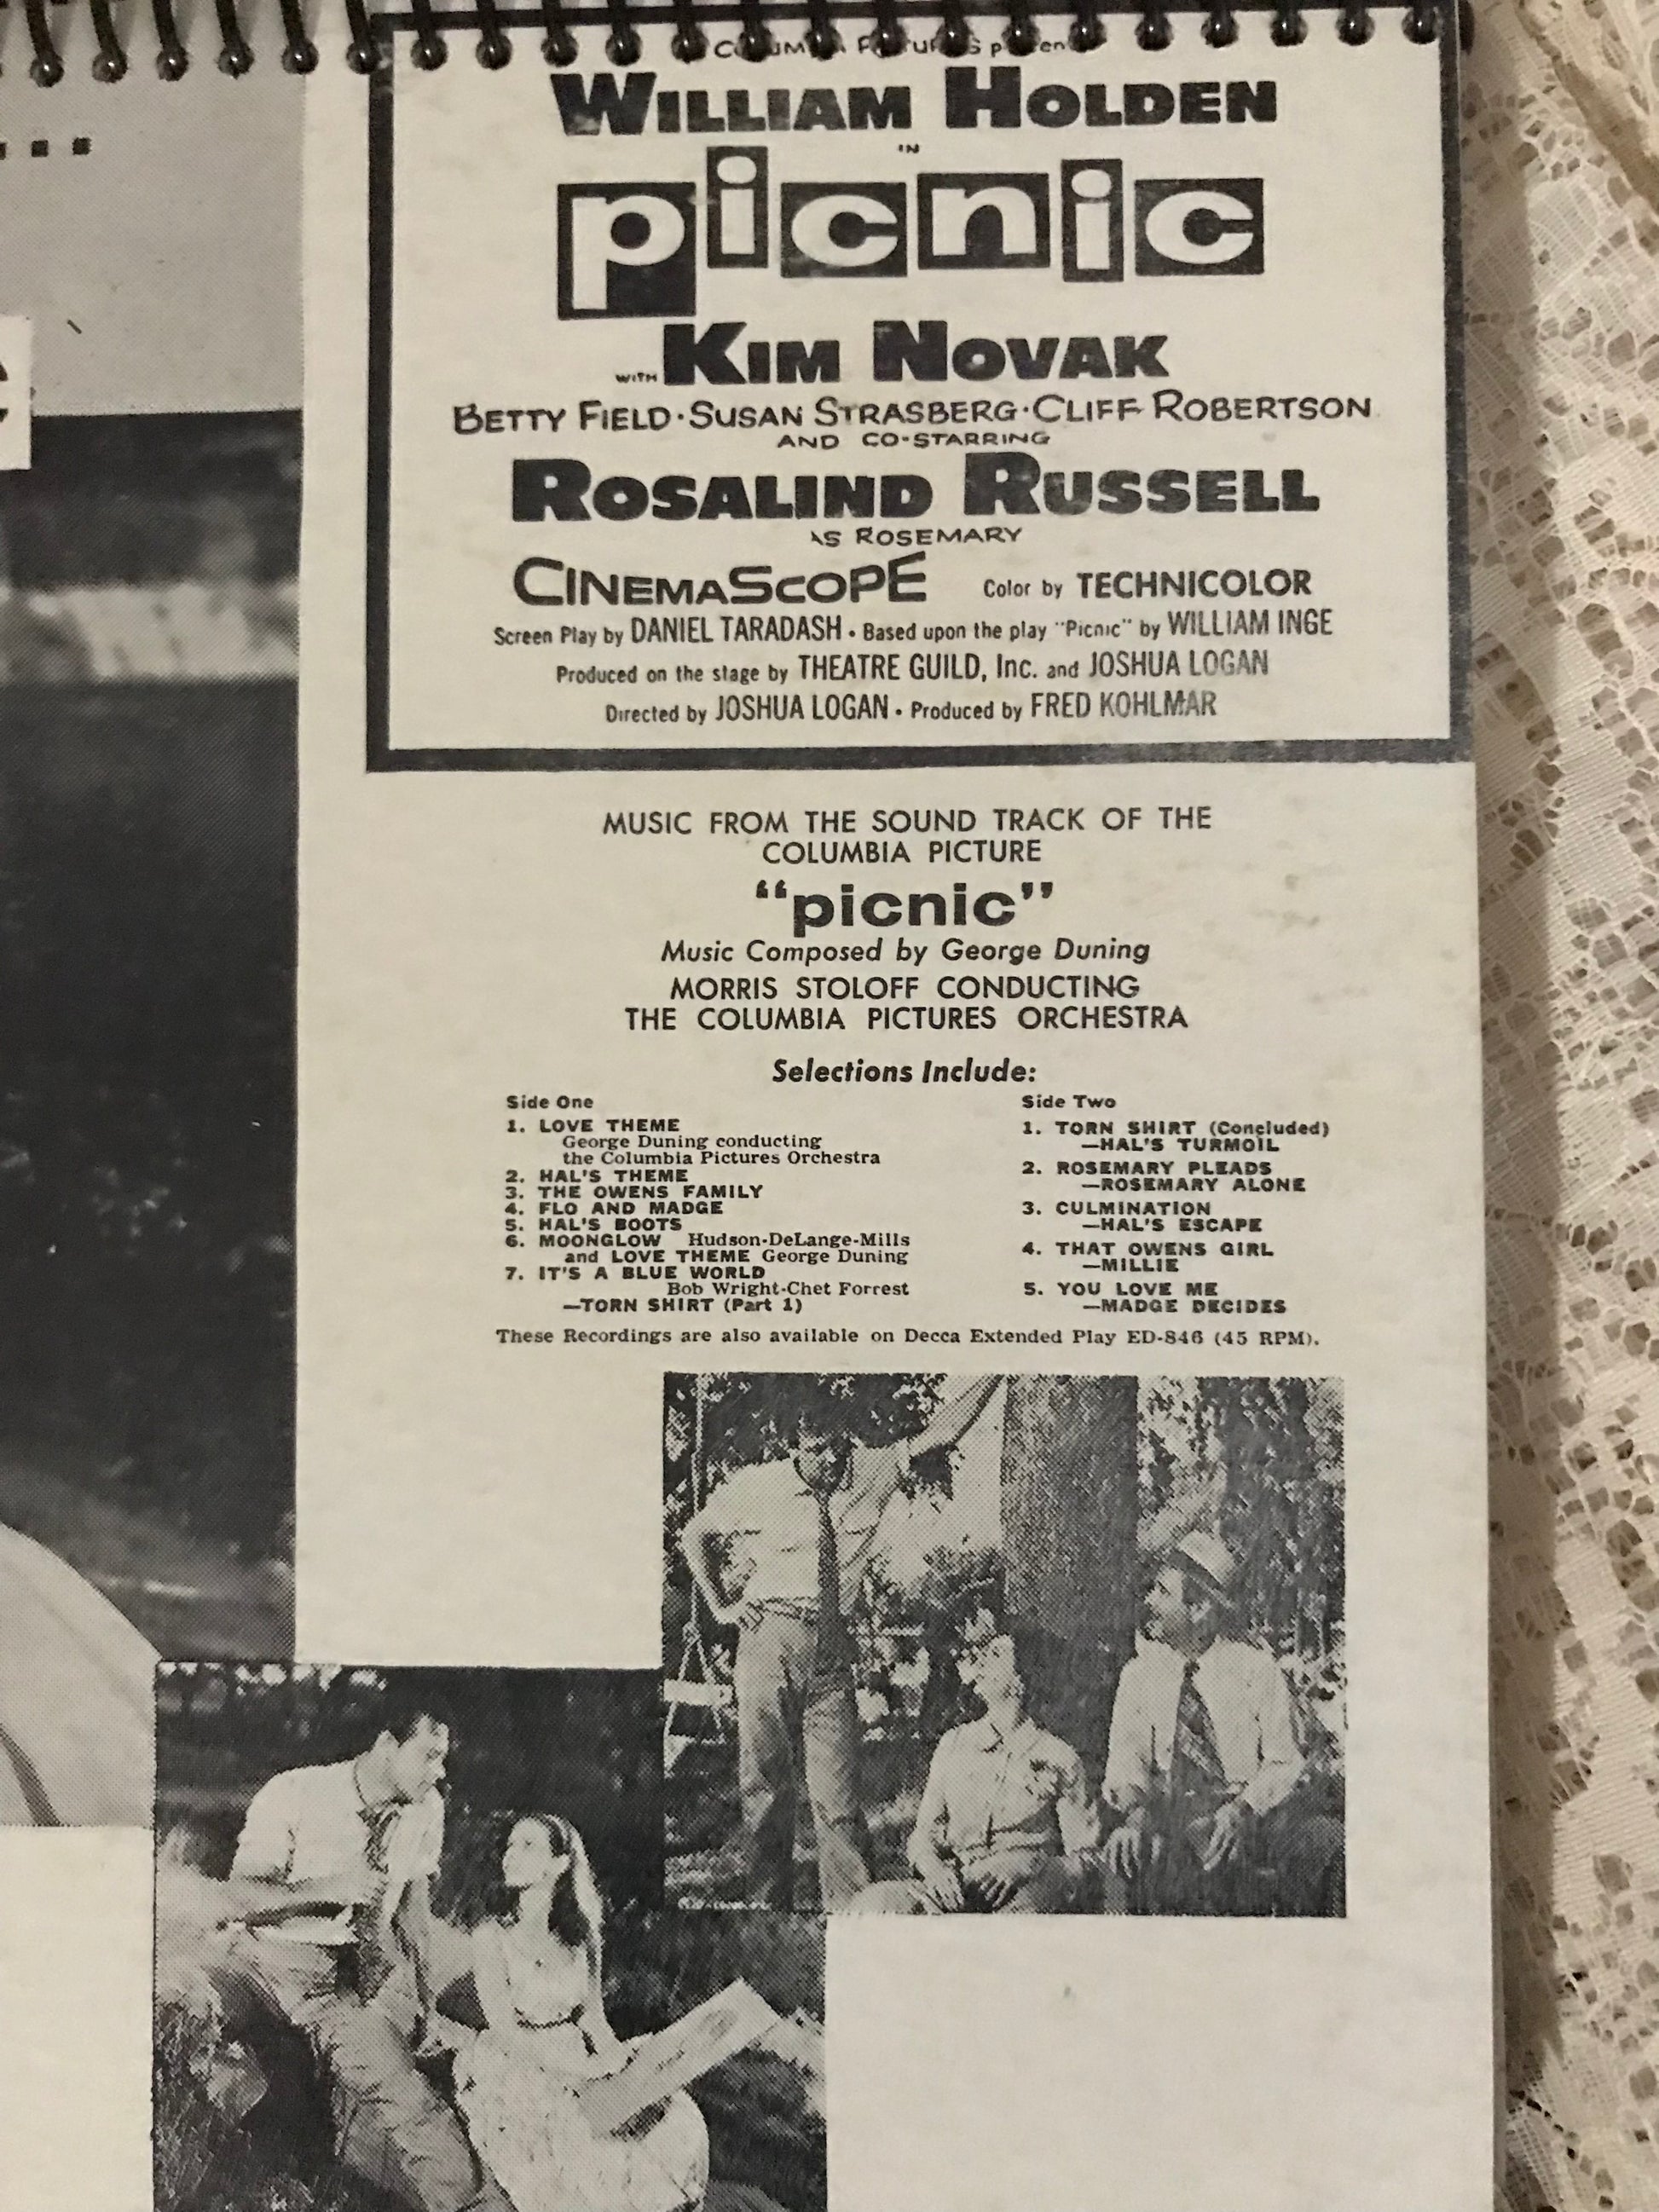 COLUMBIA PICTURES presents
WILLIAM HOLDEN
IN
picnic
WITH KIM NOVAK
BETTY FIELD · SUSAN STRASBERG · CLIFF ROBERTSON
AND CO-STARRING
ROSALIND RUSSELL
AS ROSEMARY
CINEMASCOPE Color by TECHNICOLOR
Screen Play by DANIEL TARADASH • Based upon the play "Picnic" by WILLIAM INGE
Produced on the stage by THEATRE GUILD, Inc. and JOSHUA LOGAN
Directed by JOSHUA LOGAN • Produced by FRED KOHLMAR
MUSIC FROM THE SOUND TRACK OF THE
COLUMBIA PICTURE
"picnic"
Music Composed by George Duning
MORRIS STOLOFF CONDUCTING
THE COLUMBIA PICTURES ORCHESTRA
Selections Include:
Side One
1. LOVE THEME
George Duning conducting
the Columbia Pictures Orchestra
2. HAL'S THEME
3. THE OWENS FAMILY
4. FLO AND MADGE
5. HAL'S BOOTS
6. MOONGLOW Hudson-DeLange-Mills
and LOVE THEME George Duning
7. IT'S A BLUE WORLD
Bob Wright-Chet Forrest
—TORN SHIRT (Part 1)
Side Two
1. TORN SHIRT (Concluded)
—HAL'S TURMOIL
2. ROSEMARY PLEADS
—ROSEMARY ALONE
3. CULMINATION
—HAL'S ESCAPE
4. THAT OWENS GIRL
—MILLIE
5. YOU LOVE ME
—MADGE DECIDES
These Recordings are also available on Decca Extended Play ED-846 (45 RPM).